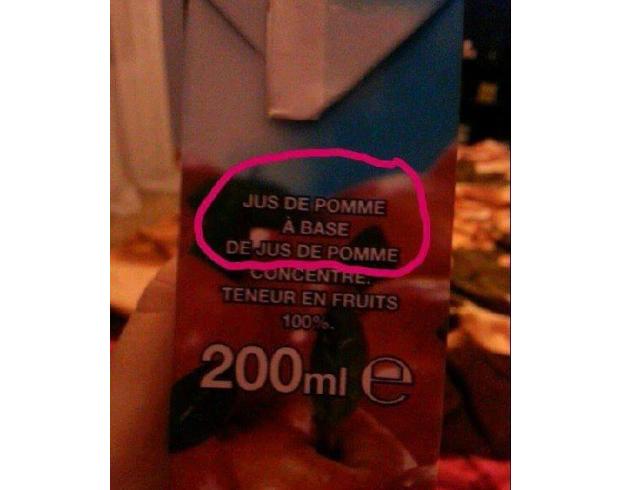 JUS DE POMME
À BASE
DE JUS DE POMME
CONCENTRÉ.
TENEUR EN FRUITS
100%.
200ml e